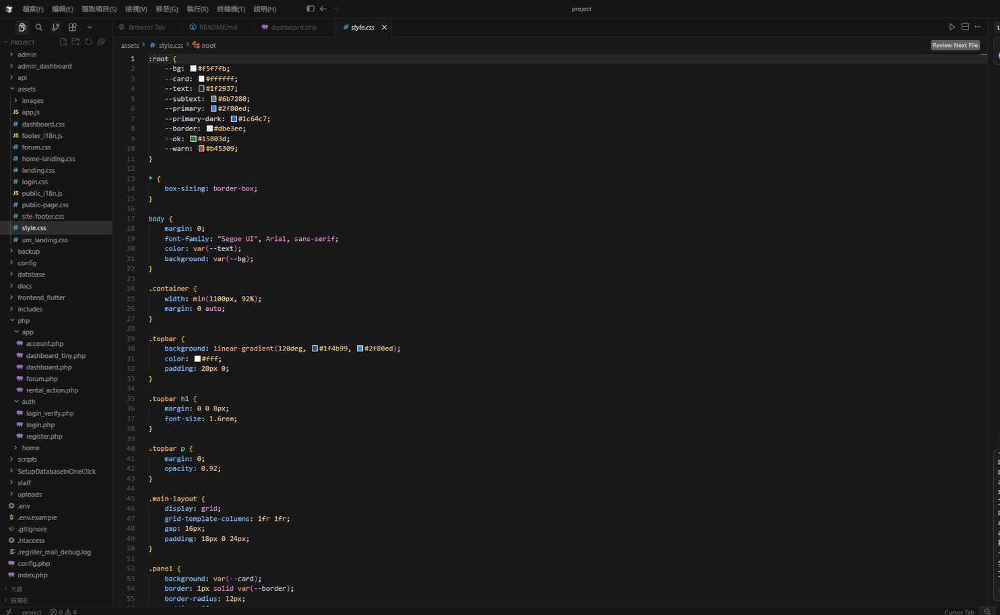 檔案(F) 編輯(E) 選取項目(S) 檢視(V) 移至(G) 執行(R) 終端機(T) 說明(H)
project
Browser Tab
README.md
dashboard.php
# style.css
PROJECT
admin
admin_dashboard
api
assets
images
JS app.js
# dashboard.css
JS footer_i18n.js
# forum.css
# home-landing.css
# landing.css
# login.css
JS public_i18n.js
# public-page.css
# site-footer.css
# style.css
# um_landing.css
backup
config
database
docs
frontend_flutter
includes
php
app
account.php
dashboard_tiny.php
dashboard.php
forum.php
rental_action.php
auth
login_verify.php
login.php
register.php
home
scripts
SetupDatabaseInOneClick
staff
uploads
.env
$ .env.example
.gitignore
.htaccess
.register_mail_debug.log
config.php
index.php
大綱
時間表
assets > # style.css > :root
Review Next File
1 :root {
2 --bg: #f5f7fb;
3 --card: #ffffff;
4 --text: #1f2937;
5 --subtext: #6b7280;
6 --primary: #2f80ed;
7 --primary-dark: #1c64c7;
8 --border: #dbe3ee;
9 --ok: #15803d;
10 --warn: #b45309;
11 }
12
13 * {
14 box-sizing: border-box;
15 }
16
17 body {
18 margin: 0;
19 font-family: "Segoe UI", Arial, sans-serif;
20 color: var(--text);
21 background: var(--bg);
22 }
23
24 .container {
25 width: min(1100px, 92%);
26 margin: 0 auto;
27 }
28
29 .topbar {
30 background: linear-gradient(120deg, #1f4b99, #2f80ed);
31 color: #fff;
32 padding: 20px 0;
33 }
34
35 .topbar h1 {
36 margin: 0 0 8px;
37 font-size: 1.6rem;
38 }
39
40 .topbar p {
41 margin: 0;
42 opacity: 0.92;
43 }
44
45 .main-layout {
46 display: grid;
47 grid-template-columns: 1fr 1fr;
48 gap: 16px;
49 padding: 18px 0 24px;
50 }
51
52 .panel {
53 background: var(--card);
54 border: 1px solid var(--border);
55 border-radius: 12px;
project 0 0
Cursor Tab